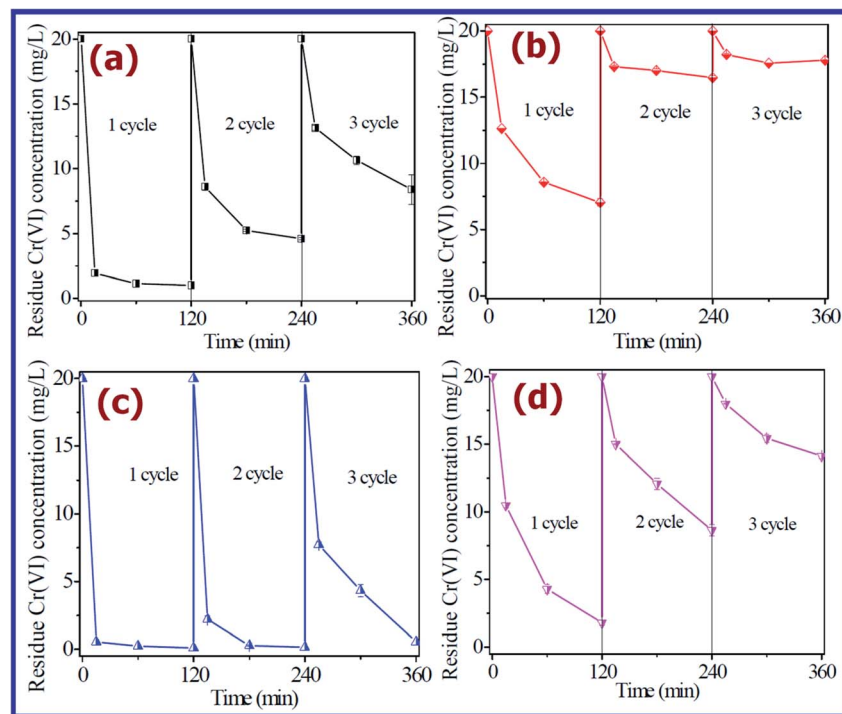 (a)
Residue Cr(VI) concentration (mg/L)
20
15
10
5
0
1 cycle
2 cycle
3 cycle
0 120 240 360
Time (min)
(b)
Residue Cr(VI) concentration (mg/L)
20
15
10
5
0
1 cycle
2 cycle
3 cycle
0 120 240 360
Time (min)
(c)
Residue Cr(VI) concentration (mg/L)
20
15
10
5
0
1 cycle
2 cycle
3 cycle
0 120 240 360
Time (min)
(d)
Residue Cr(VI) concentration (mg/L)
20
15
10
5
0
1 cycle
2 cycle
3 cycle
0 120 240 360
Time (min)